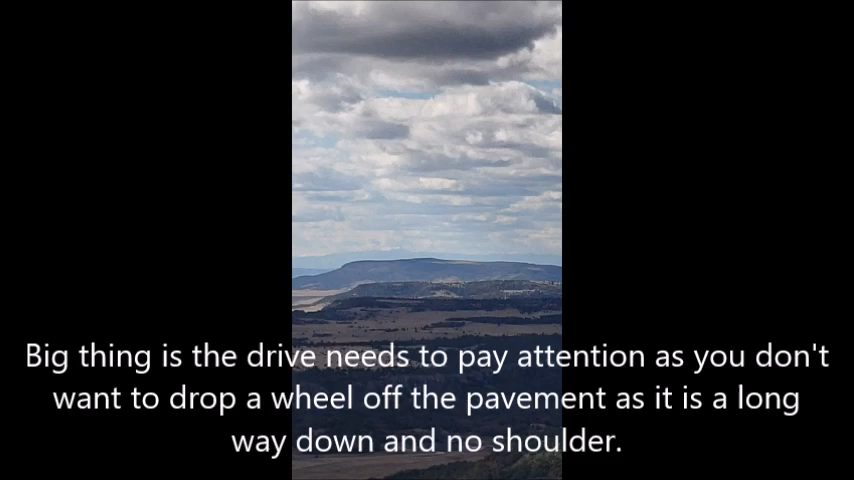 Big thing is the drive needs to pay attention as you don't
want to drop a wheel off the pavement as it is a long
way down and no shoulder.